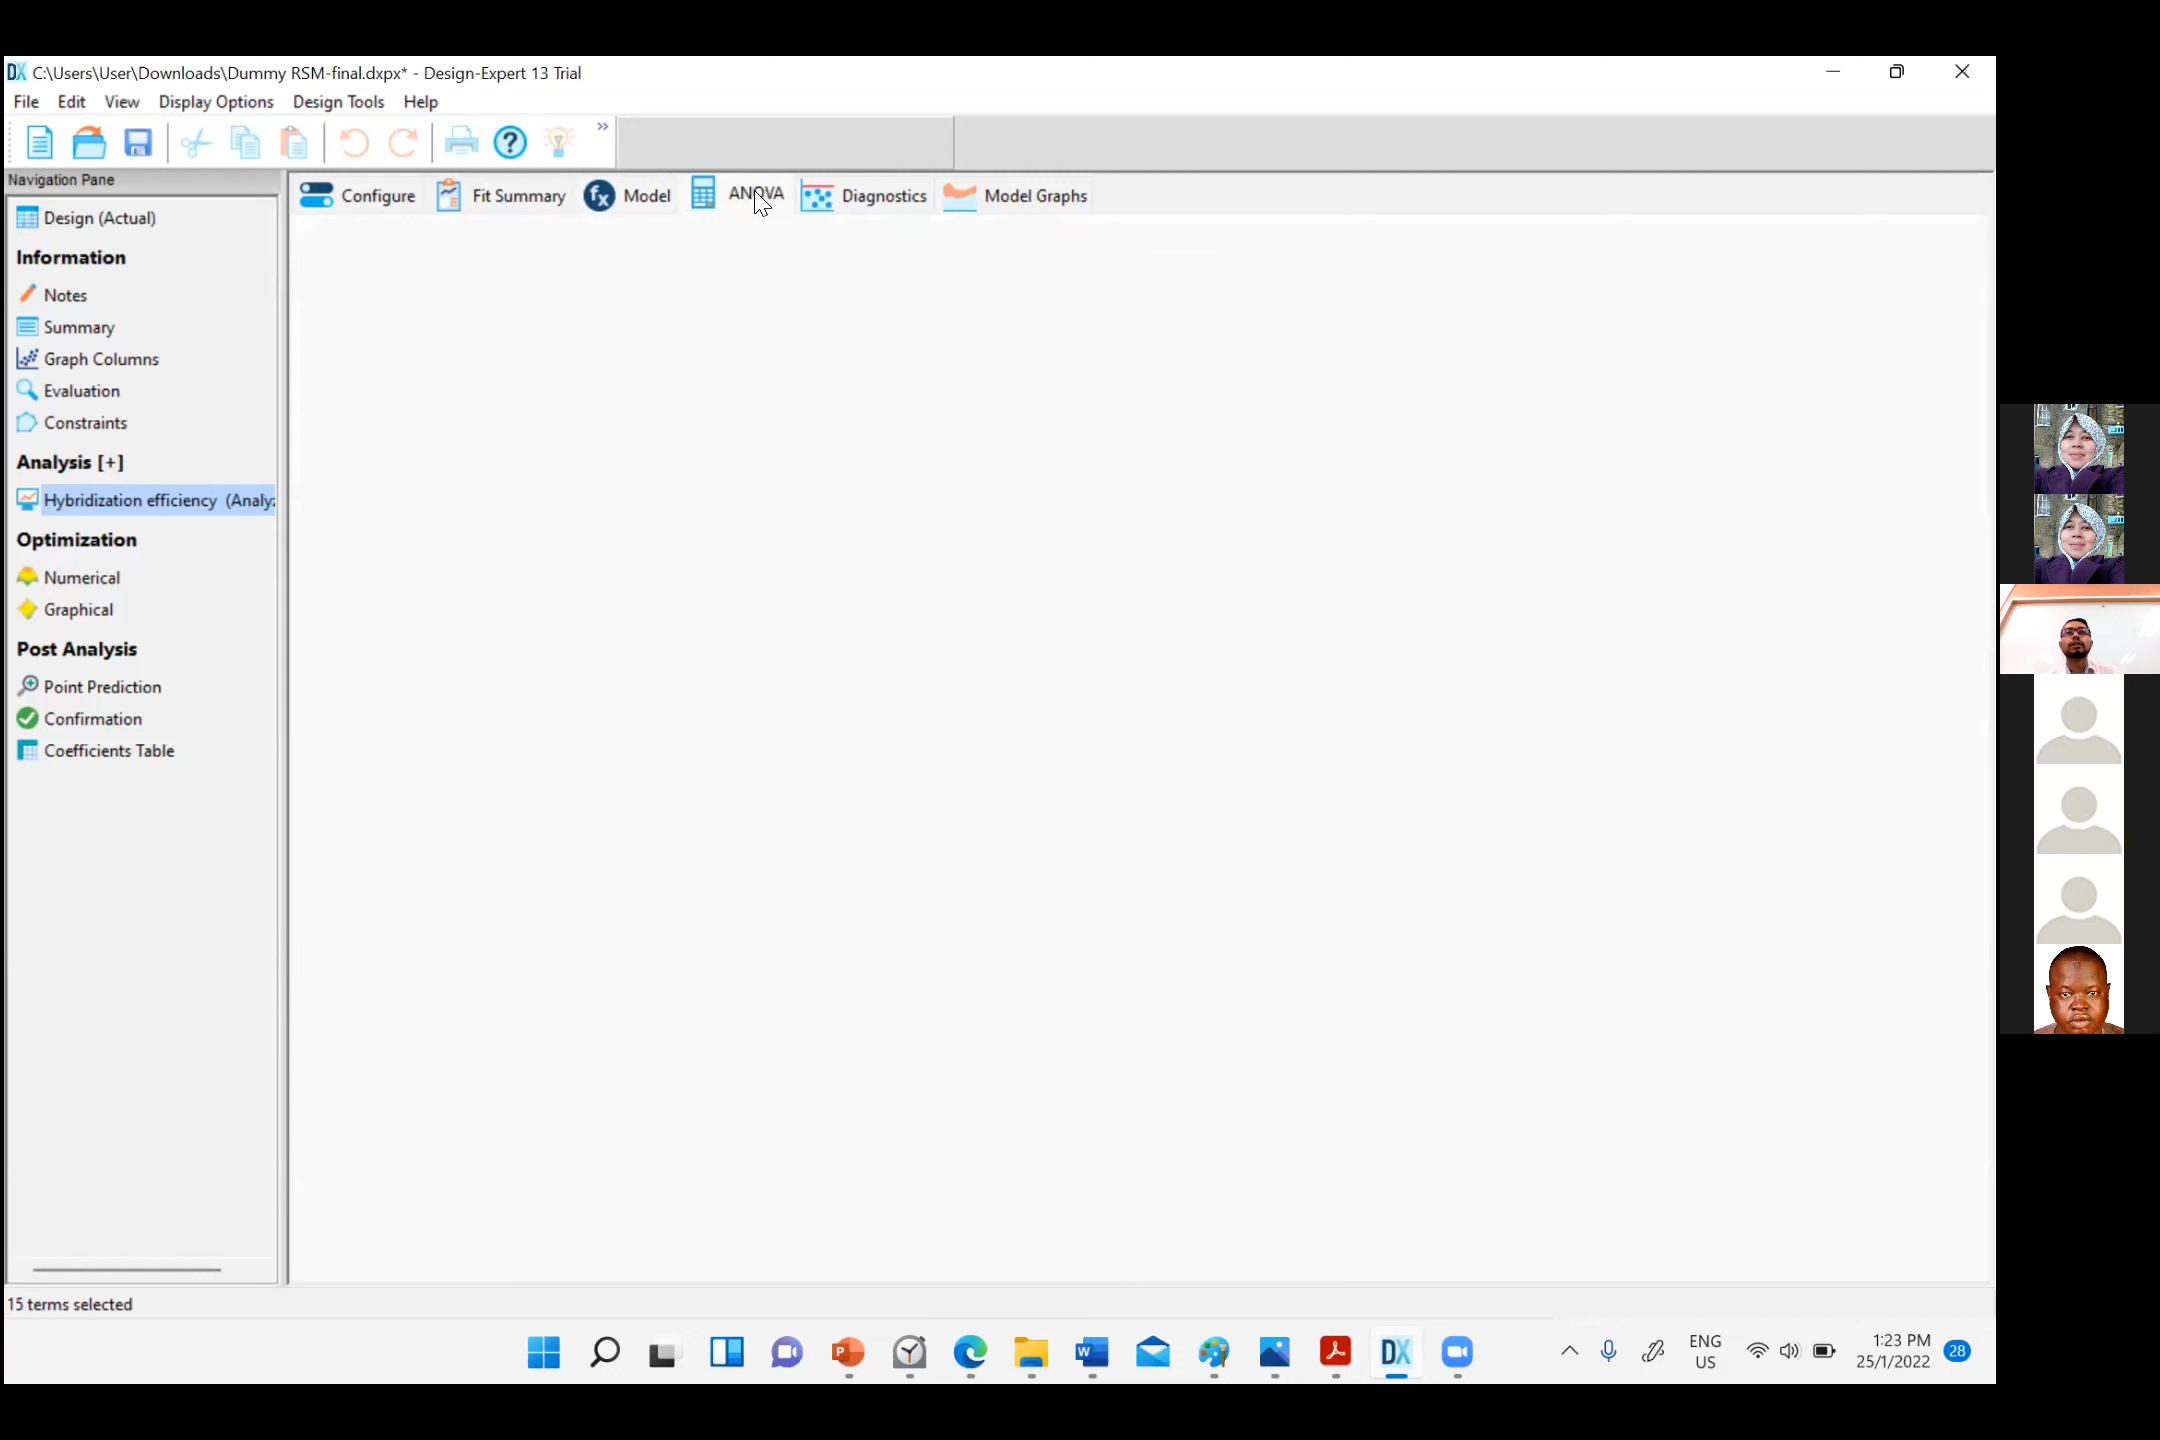 DX C:\Users\User\Downloads\Dummy RSM-final.dxpx* - Design-Expert 13 Trial
File Edit View Display Options Design Tools Help
»
Navigation Pane
Configure Fit Summary fx Model ANOVA Diagnostics Model Graphs
Design (Actual)
Information
Notes
Summary
Graph Columns
Evaluation
Constraints
Analysis [+]
Hybridization efficiency (Analy
Optimization
Numerical
Graphical
Post Analysis
Point Prediction
Confirmation
Coefficients Table
15 terms selected
P W DX
ENG
US
1:23 PM
25/1/2022
28